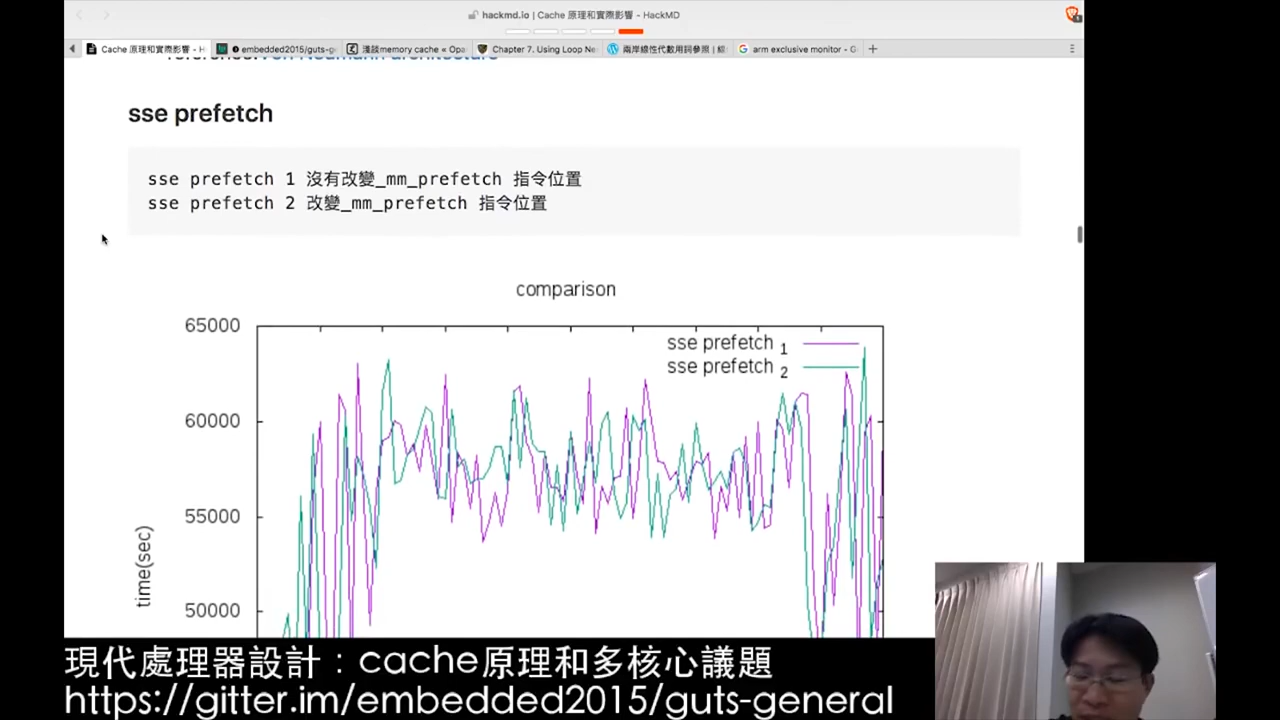 hackmd.io | Cache 原理和實際影響 - HackMD
Cache 原理和實際影響 - H
embedded2015/guts-g
淺談memory cache « Opa
Chapter 7. Using Loop Ne
兩岸線性代數用詞參照 |
arm exclusive monitor - G
reference:Von Neumann architecture
sse prefetch
sse prefetch 1 沒有改變_mm_prefetch 指令位置
sse prefetch 2 改變_mm_prefetch 指令位置
comparison
65000
sse prefetch 1
sse prefetch 2
60000
55000
time(sec)
50000
現代處理器設計：cache原理和多核心議題
https://gitter.im/embedded2015/guts-general